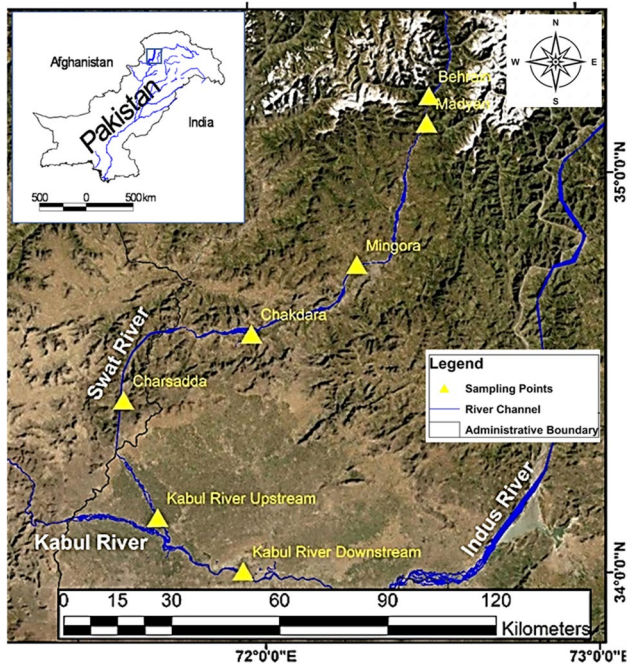 Afghanistan
Pakistan
India
500 0 500km
N
W E
S
Behrain
Madyan
35°0'0"N
Mingora
Chakdara
Swat River
Charsadda
Legend
Sampling Points
River Channel
Administrative Boundary
Kabul River Upstream
Kabul River
Kabul River Downstream
Indus River
34°0'0"N
0 15 30 60 90 120
Kilometers
72°0'0"E 73°0'0"E